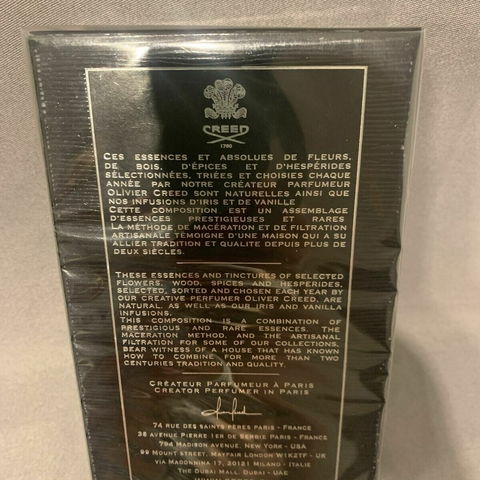 CREED
1760
CES ESSENCES ET ABSOLUES DE FLEURS,
DE BOIS, D'ÉPICES ET D'HESPÉRIDES
SÉLECTIONNÉES, TRIÉES ET CHOISIES CHAQUE
ANNÉE PAR NOTRE CRÉATEUR PARFUMEUR
OLIVIER CREED SONT NATURELLES AINSI QUE
NOS INFUSIONS D'IRIS ET DE VANILLE
CETTE COMPOSITION EST UN ASSEMBLAGE
D'ESSENCES PRESTIGIEUSES ET RARES
LA MÉTHODE DE MACÉRATION ET DE FILTRATION
ARTISANALE TÉMOIGNE D'UNE MAISON QUI A SU
ALLIER TRADITION ET QUALITE DEPUIS PLUS DE
DEUX SIÈCLES.
THESE ESSENCES AND TINCTURES OF SELECTED
FLOWERS, WOOD, SPICES AND HESPERIDES,
SELECTED, SORTED AND CHOSEN EACH YEAR BY
OUR CREATIVE PERFUMER OLIVER CREED, ARE
NATURAL, AS WELL AS OUR IRIS AND VANILLA
INFUSIONS.
THIS COMPOSITION IS A COMBINATION OF
PRESTIGIOUS AND RARE ESSENCES. THE
MACERATION METHOD, AND THE ARTISANAL
FILTRATION FOR SOME OF OUR COLLECTIONS,
BEAR WITNESS OF A HOUSE THAT HAS KNOWN
HOW TO COMBINE FOR MORE THAN TWO
CENTURIES TRADITION AND QUALITY.
CRÉATEUR PARFUMEUR À PARIS
CREATOR PERFUMER IN PARIS
74 RUE DES SAINTS PÈRES PARIS - FRANCE
38 AVENUE PIERRE 1ER DE SERBIE PARIS - FRANCE
794 MADISON AVENUE, NEW YORK - USA
99 MOUNT STREET, MAYFAIR LONDON W1K2TF - UK
VIA MADONNINA 17, 20121 MILANO - ITALIE
THE DUBAI MALL, DUBAI - UAE